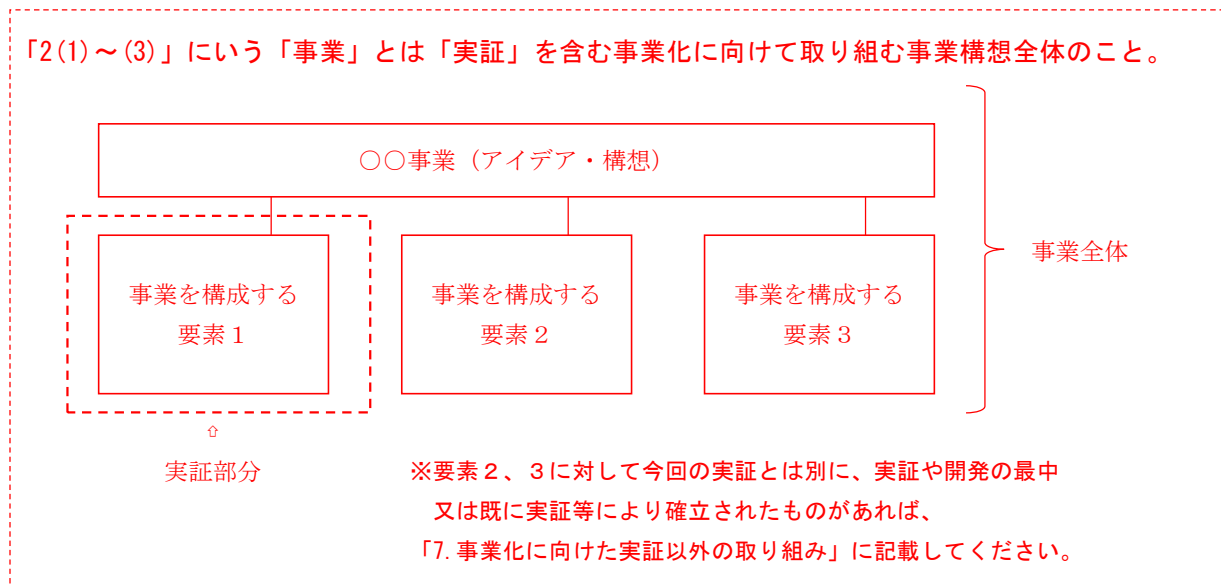 「2(1)～(3)」にいう「事業」とは「実証」を含む事業化に向けて取り組む事業構想全体のこと。
○○事業（アイデア・構想）
事業を構成する
要素１
事業を構成する
要素２
事業を構成する
要素３
事業全体
⇧
実証部分
※要素２、３に対して今回の実証とは別に、実証や開発の最中
又は既に実証等により確立されたものがあれば、
「7.事業化に向けた実証以外の取り組み」に記載してください。